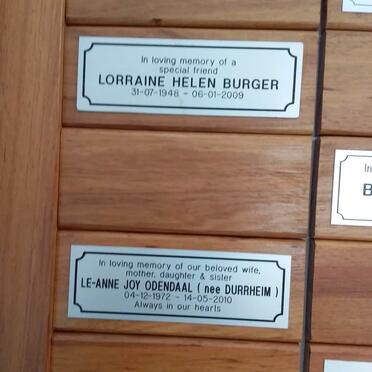 In loving memory of a
special friend
LORRAINE HELEN BURGER
31-07-1948 - 06-01-2009
In
B
In loving memory of our beloved wife,
mother, daughter & sister
LE-ANNE JOY ODENDAAL ( nee DURRHEIM )
04-12-1972 - 14-05-2010
Always in our hearts